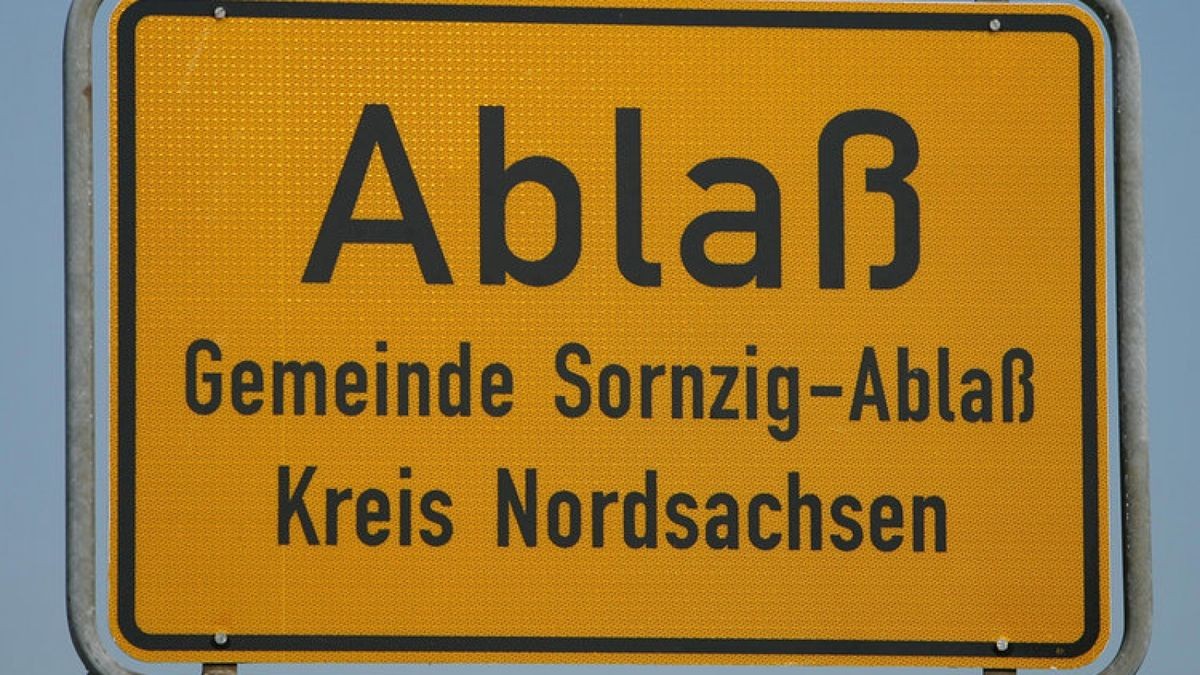 Ablaß
Gemeinde Sornzig-Ablaß
Kreis Nordsachsen